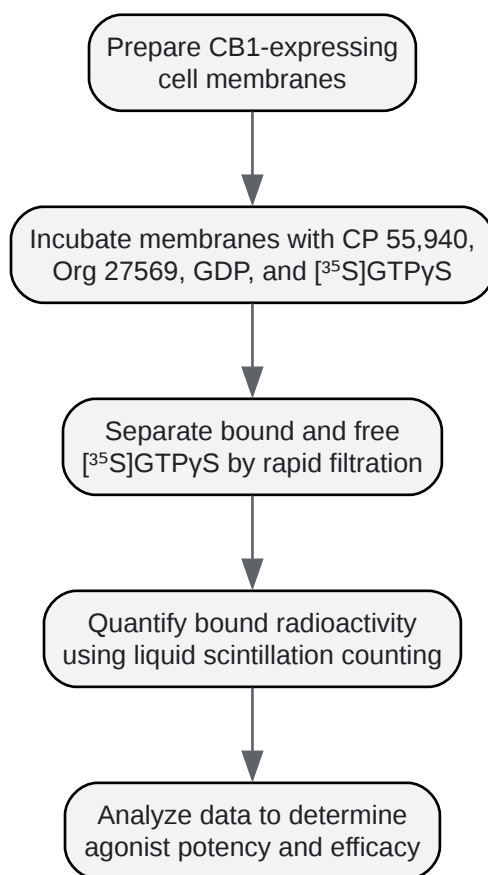 Prepare CB1-expressing
cell membranes
Incubate membranes with CP 55,940,
Org 27569, GDP, and [³⁵S]GTPγS
Separate bound and free
[³⁵S]GTPγS by rapid filtration
Quantify bound radioactivity
using liquid scintillation counting
Analyze data to determine
agonist potency and efficacy